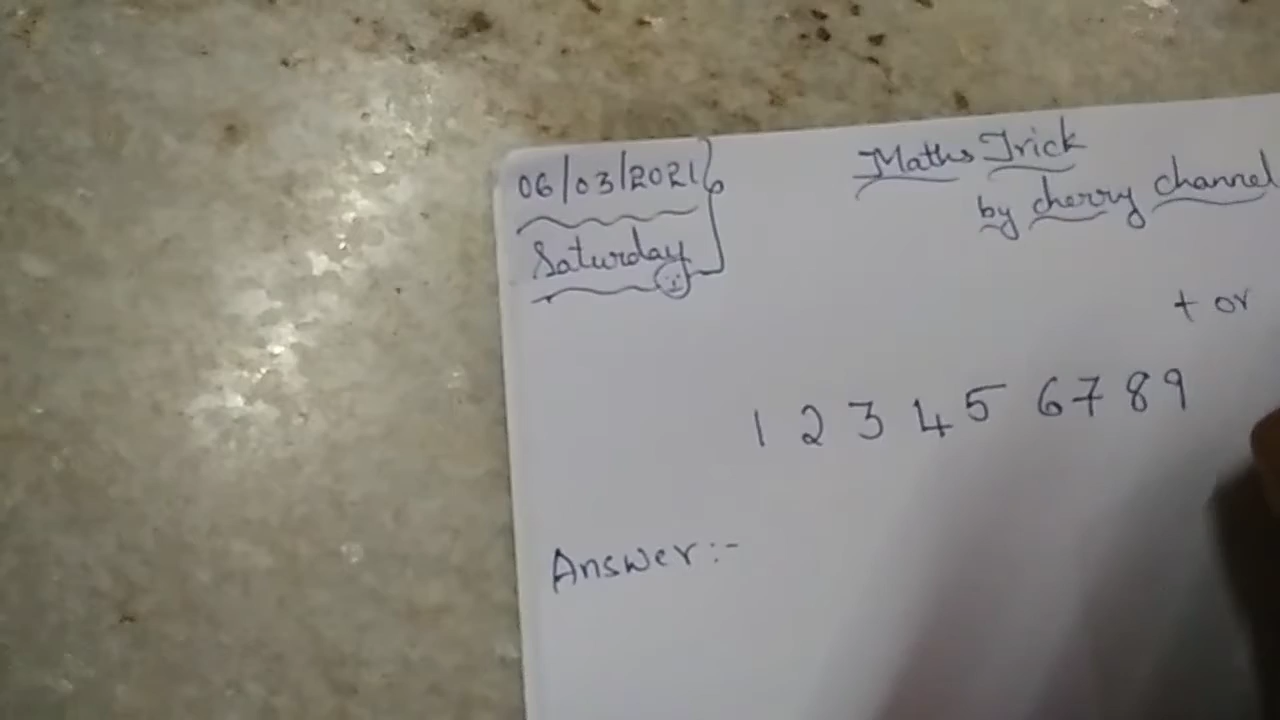 06/03/2021
Saturday
Maths Trick
by cherry channel
+ or
1 2 3 4 5 6 7 8 9
Answer:-